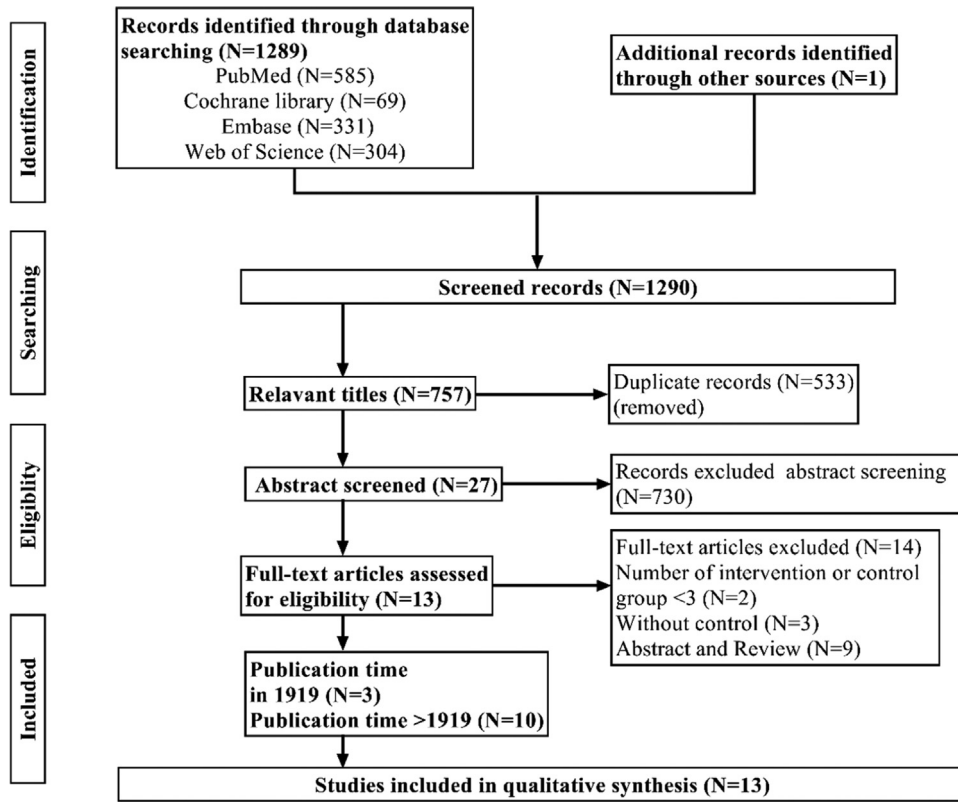 Identification
Records identified through database
searching (N=1289)
PubMed (N=585)
Cochrane library (N=69)
Embase (N=331)
Web of Science (N=304)
Additional records identified
through other sources (N=1)
Searching
Screened records (N=1290)
Relavant titles (N=757)
Duplicate records (N=533)
(removed)
Eligiblity
Abstract screened (N=27)
Records excluded abstract screening
(N=730)
Full-text articles assessed
for eligibility (N=13)
Full-text articles excluded (N=14)
Number of intervention or control
group <3 (N=2)
Without control (N=3)
Abstract and Review (N=9)
Included
Publication time
in 1919 (N=3)
Publication time >1919 (N=10)
Studies included in qualitative synthesis (N=13)